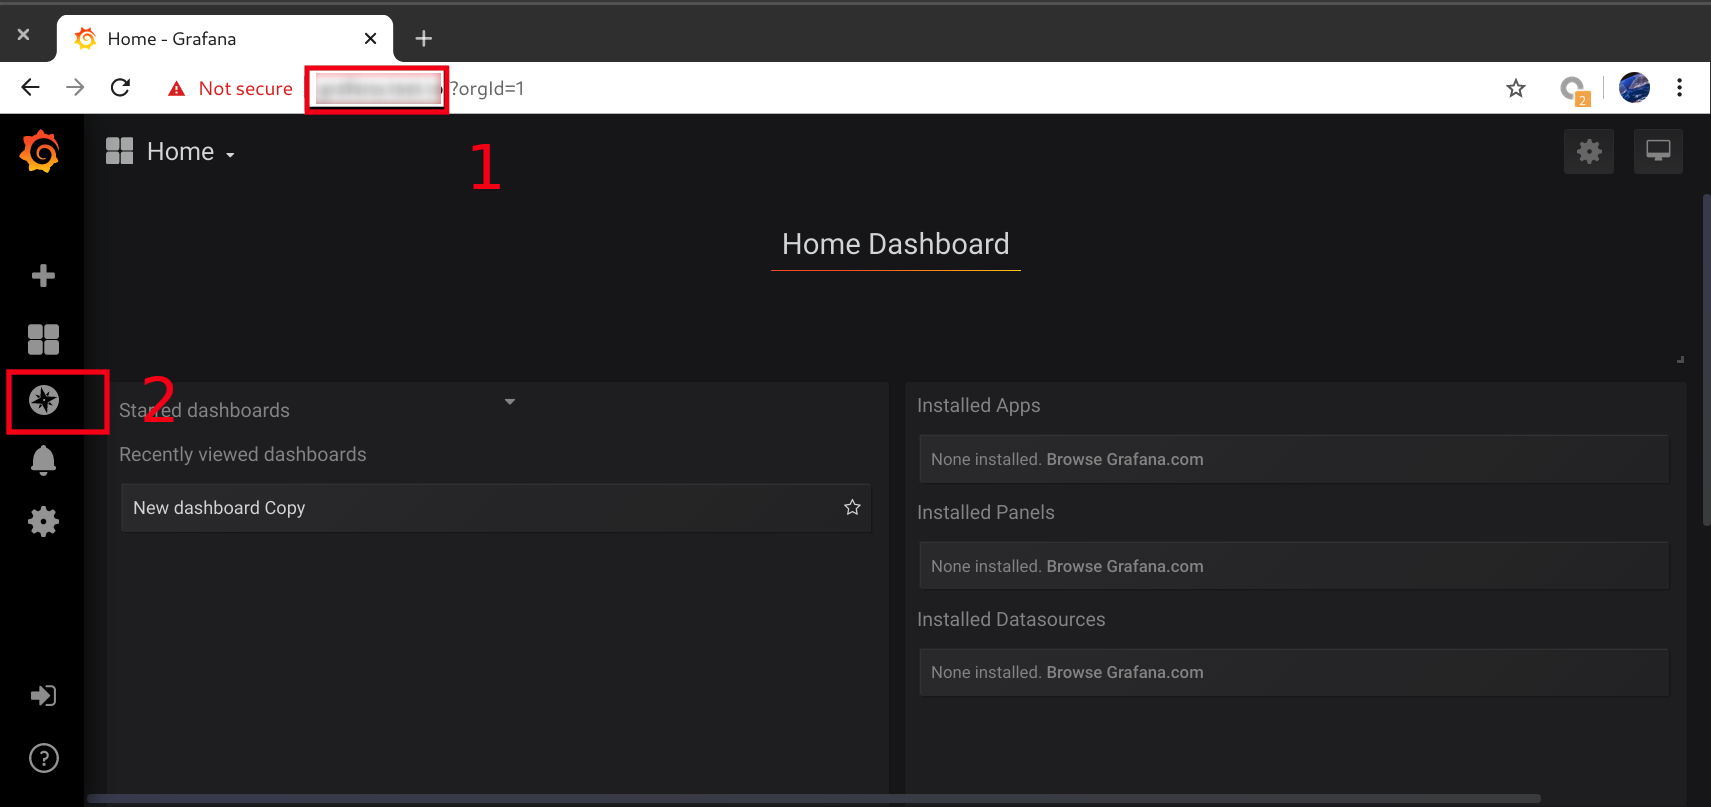 Home - Grafana
Not secure
?orgId=1
2
Home
1
Home Dashboard
2
Starred dashboards
Recently viewed dashboards
New dashboard Copy
Installed Apps
None installed. Browse Grafana.com
Installed Panels
None installed. Browse Grafana.com
Installed Datasources
None installed. Browse Grafana.com
?